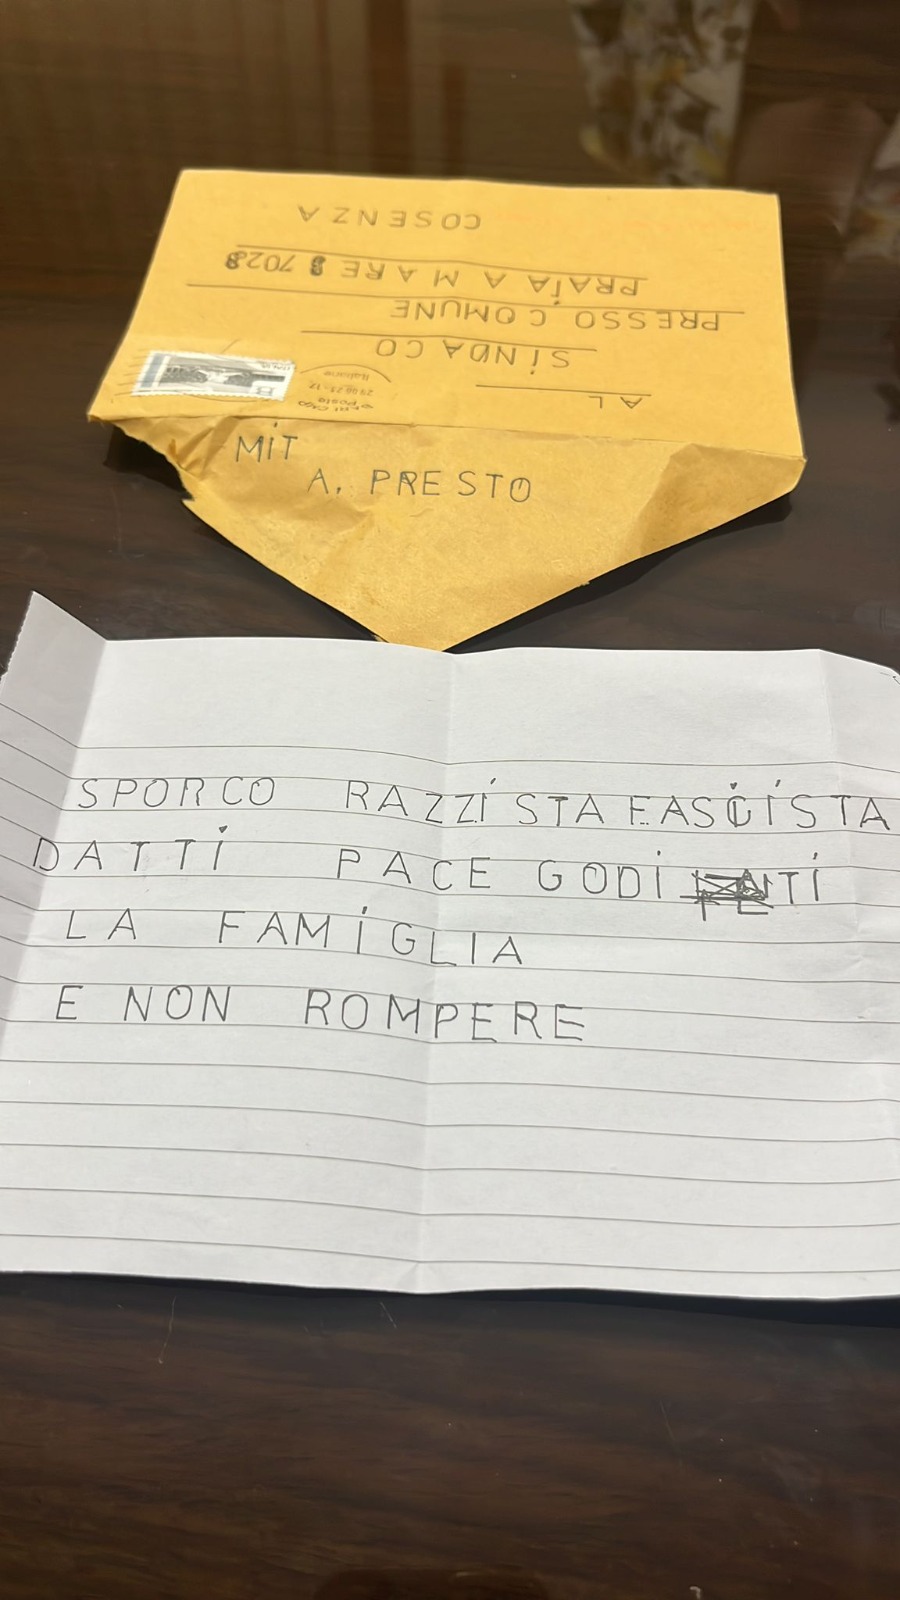 AL
SINDACO
PRESSO COMUNE
PRAIA A MARE 87028
COSENZA
MIT
A. PRESTO
SPORCO RAZZISTA FASCISTA
DATTI PACE GODITI
LA FAMIGLIA
E NON ROMPERE